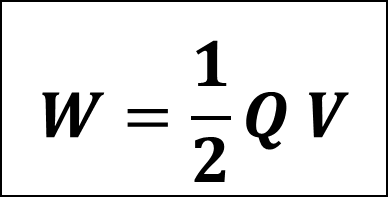 W = 1/2 Q V